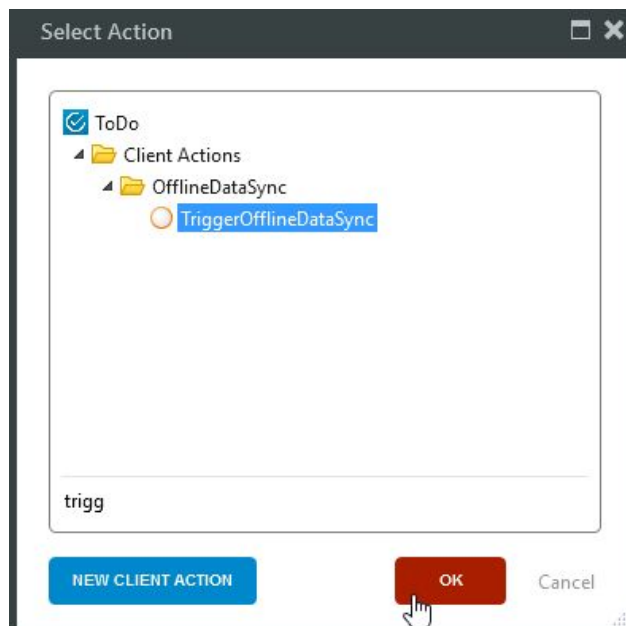 Select Action
ToDo
Client Actions
OfflineDataSync
TriggerOfflineDataSync
trigg
NEW CLIENT ACTION
OK
Cancel